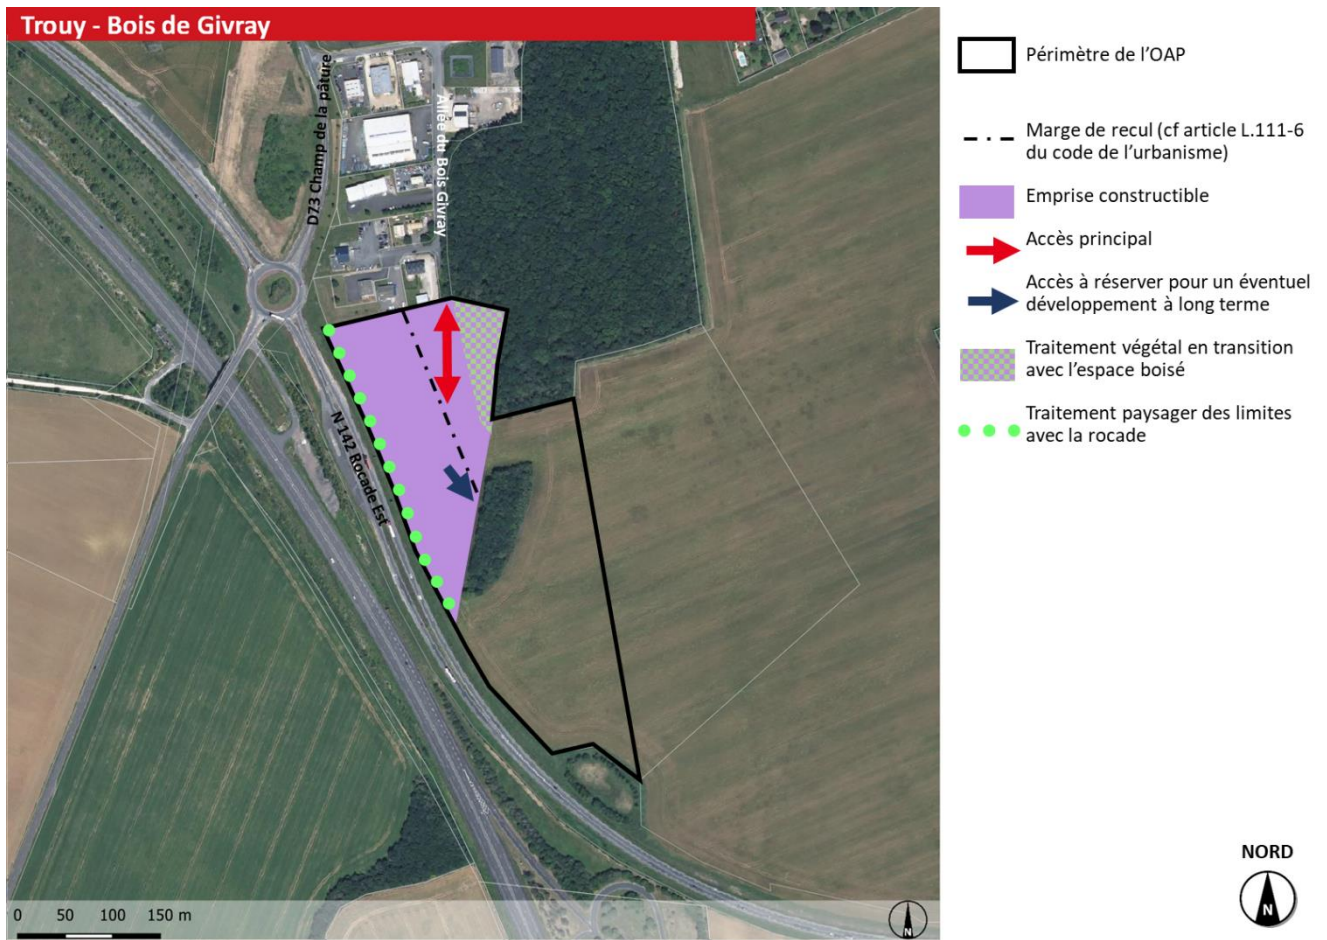 Trouy - Bois de Givray
D73 Champ de la pâture
Allée du Bois Givray
N 142 Rocade Est
0 50 100 150 m
N
Périmètre de l'OAP
Marge de recul (cf article L.111-6
du code de l'urbanisme)
Emprise constructible
Accès principal
Accès à réserver pour un éventuel
développement à long terme
Traitement végétal en transition
avec l'espace boisé
Traitement paysager des limites
avec la rocade
NORD
N